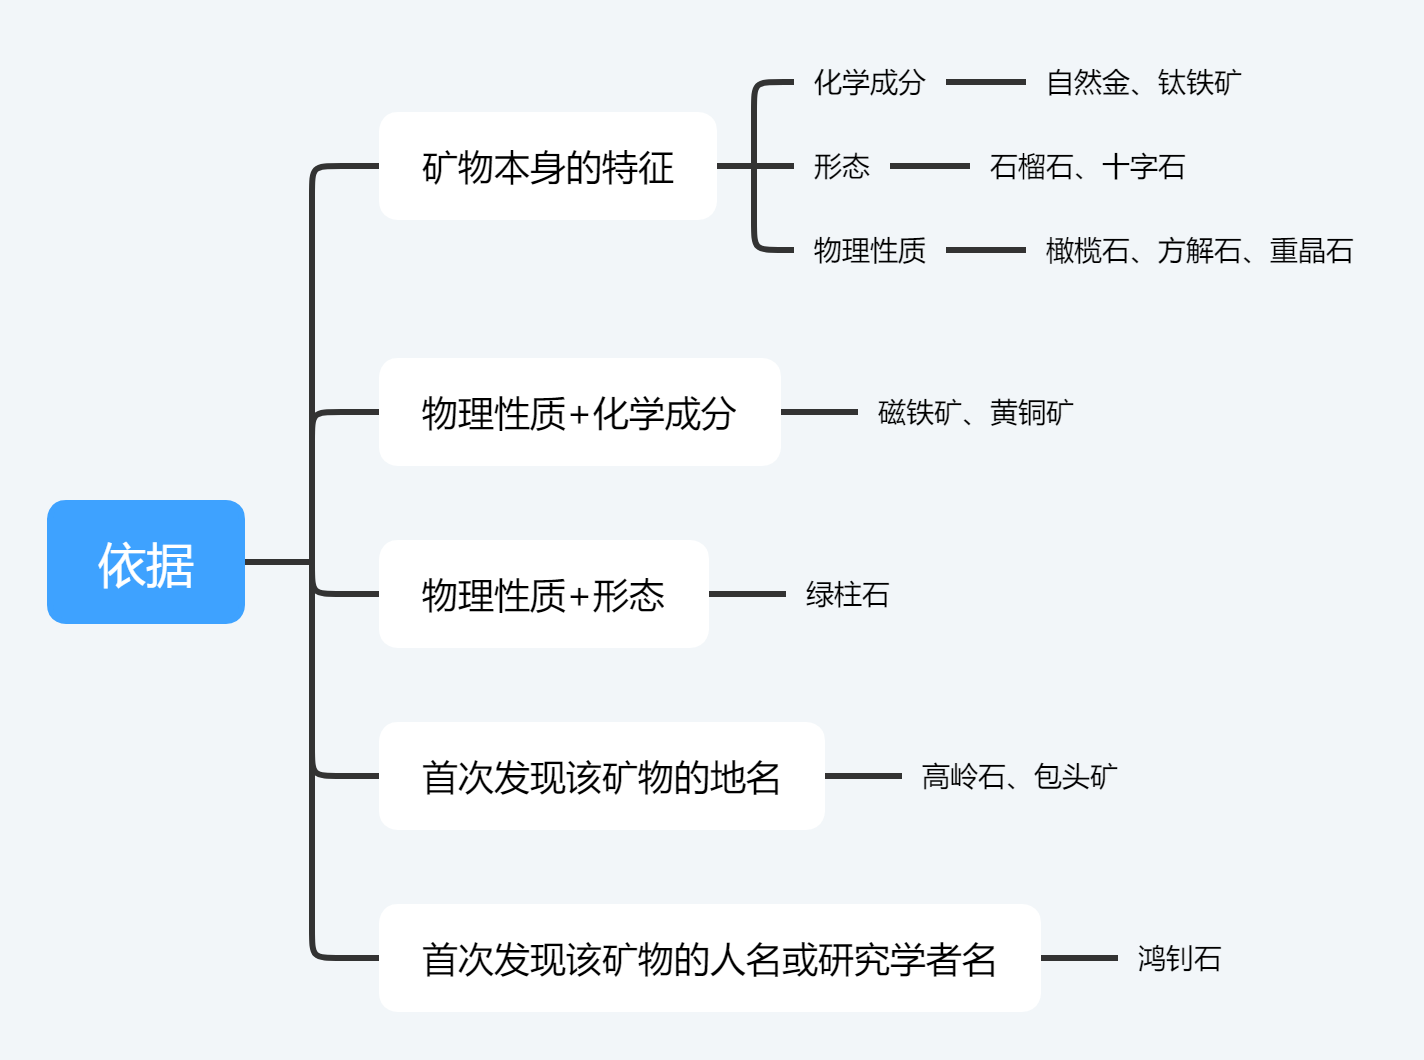 依据
矿物本身的特征
化学成分
自然金、钛铁矿
形态
石榴石、十字石
物理性质
橄榄石、方解石、重晶石
物理性质+化学成分
磁铁矿、黄铜矿
物理性质+形态
绿柱石
首次发现该矿物的地名
高岭石、包头矿
首次发现该矿物的人名或研究学者名
鸿钊石